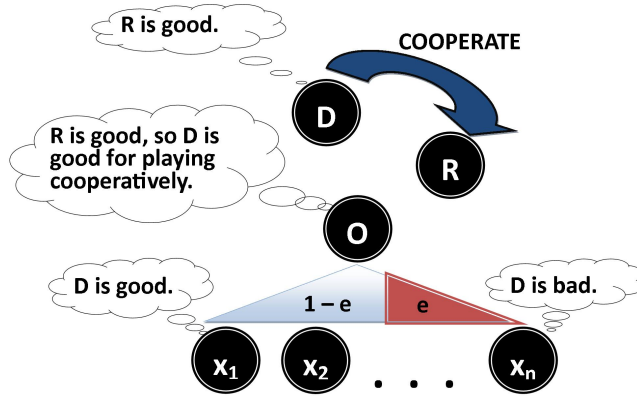 R is good.
COOPERATE
D
R is good, so D is
good for playing
cooperatively.
R
O
D is good.
D is bad.
1 – e
e
x₁
x₂
. . .
xₙ